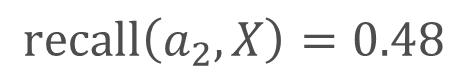 recall(a₂, X) = 0.48